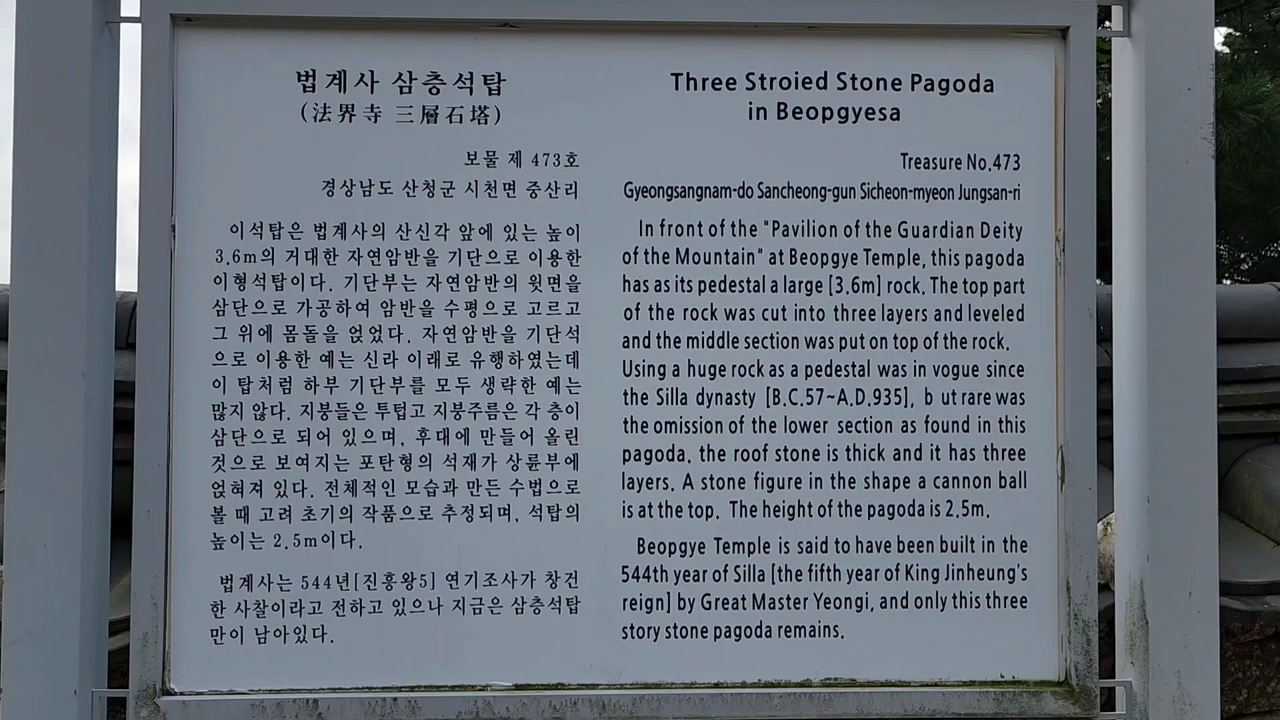 법계사 삼층석탑
(法界寺 三層石塔)
보물 제 473호
경상남도 산청군 시천면 중산리
이석탑은 법계사의 산신각 앞에 있는 높이
3.6m의 거대한 자연암반을 기단으로 이용한
이형석탑이다. 기단부는 자연암반의 윗면을
삼단으로 가공하여 암반을 수평으로 고르고
그 위에 몸돌을 얹었다. 자연암반을 기단석
으로 이용한 예는 신라 이래로 유행하였는데
이 탑처럼 하부 기단부를 모두 생략한 예는
많지 않다. 지붕들은 투텁고 지붕주름은 각 층이
삼단으로 되어 있으며, 후대에 만들어 올린
것으로 보여지는 포탄형의 석재가 상륜부에
얹혀져 있다. 전체적인 모습과 만든 수법으로
볼 때 고려 초기의 작품으로 추정되며, 석탑의
높이는 2.5m이다.
법계사는 544년[진흥왕5] 연기조사가 창건
한 사찰이라고 전하고 있으나 지금은 삼층석탑
만이 남아있다.
Three Stroied Stone Pagoda
in Beopgyesa
Treasure No.473
Gyeongsangnam-do Sancheong-gun Sicheon-myeon Jungsan-ri
In front of the "Pavilion of the Guardian Deity
of the Mountain" at Beopgye Temple, this pagoda
has as its pedestal a large [3.6m] rock. The top part
of the rock was cut into three layers and leveled
and the middle section was put on top of the rock.
Using a huge rock as a pedestal was in vogue since
the Silla dynasty [B.C.57~A.D.935], b ut rare was
the omission of the lower section as found in this
pagoda. the roof stone is thick and it has three
layers. A stone figure in the shape a cannon ball
is at the top. The height of the pagoda is 2.5m.
Beopgye Temple is said to have been built in the
544th year of Silla [the fifth year of King Jinheung's
reign] by Great Master Yeongi, and only this three
story stone pagoda remains.